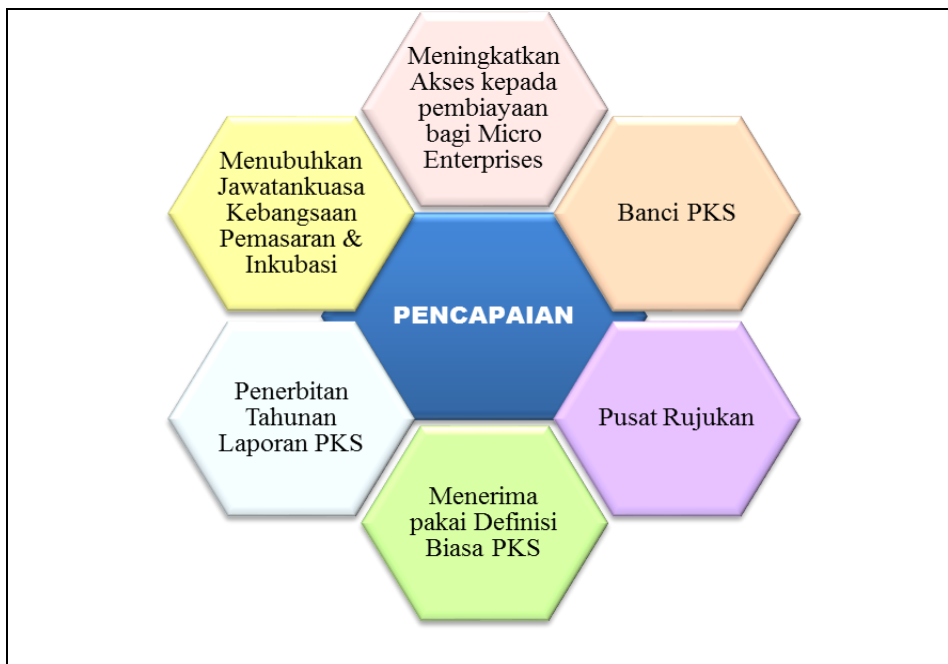 Meningkatkan
Akses kepada
pembiayaan
bagi Micro
Enterprises
Menubuhkan
Jawatankuasa
Kebangsaan
Pemasaran &
Inkubasi
Banci PKS
PENCAPAIAN
Penerbitan
Tahunan
Laporan PKS
Pusat Rujukan
Menerima
pakai Definisi
Biasa PKS